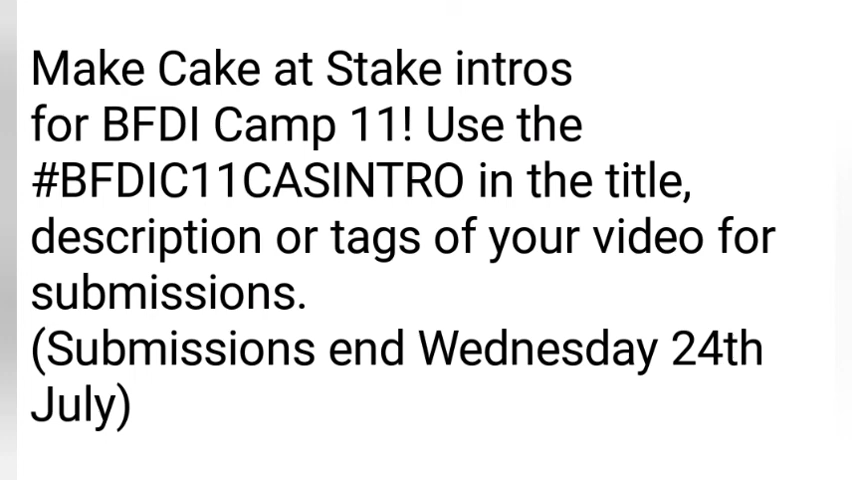 Make Cake at Stake intros
for BFDI Camp 11! Use the
#BFDIC11CASINTRO in the title,
description or tags of your video for
submissions.
(Submissions end Wednesday 24th
July)